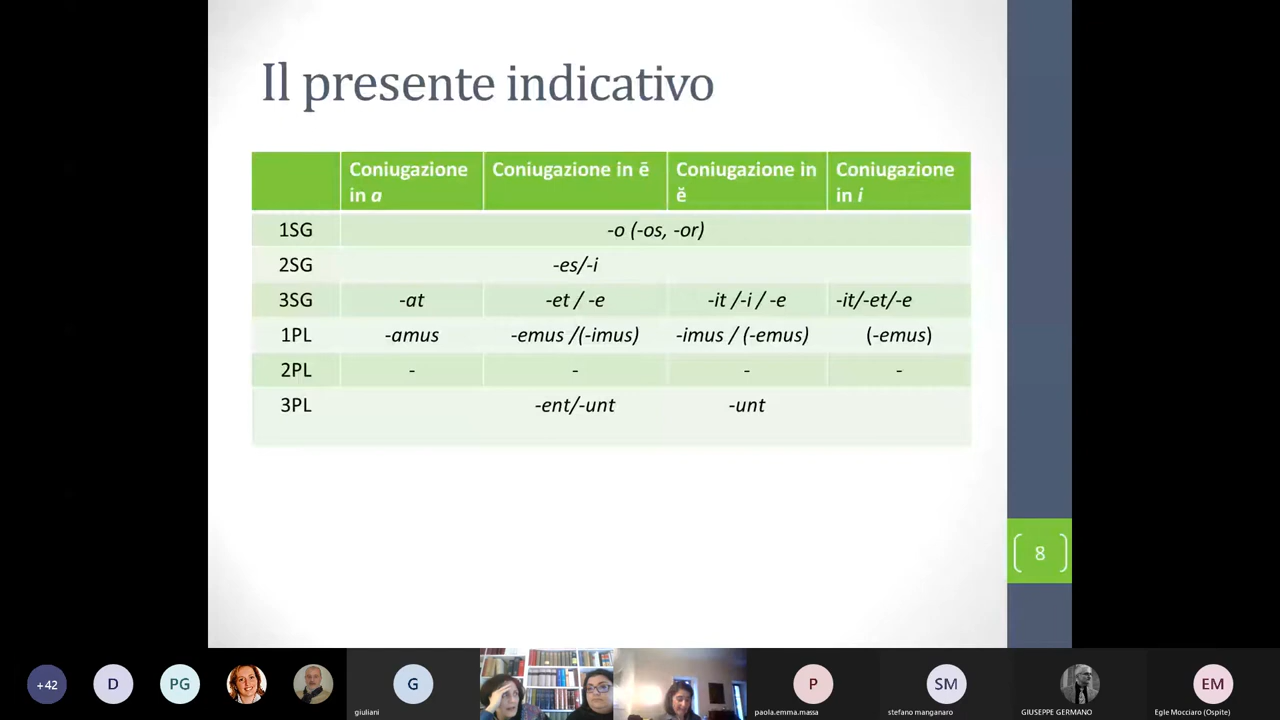 Il presente indicativo
Coniugazione in a
Coniugazione in ē
Coniugazione in ĕ
Coniugazione in i
1SG -o (-os, -or)
2SG -es/-i
3SG -at -et / -e -it /-i / -e -it/-et/-e
1PL -amus -emus /(-imus) -imus / (-emus) (-emus)
2PL - - - -
3PL -ent/-unt -unt
8
+42 D PG G P SM EM
giuliani paola.emma.massa stefano manganaro GIUSEPPE GERMANO Egle Mocciaro (Ospite)